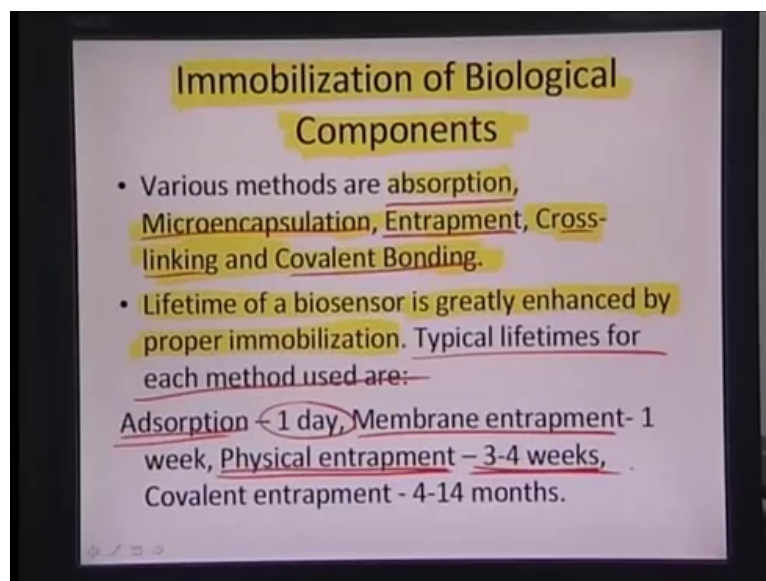 Immobilization of Biological
Components
• Various methods are absorption,
Microencapsulation, Entrapment, Cross-
linking and Covalent Bonding.
• Lifetime of a biosensor is greatly enhanced by
proper immobilization. Typical lifetimes for
each method used are:
Adsorption – 1 day, Membrane entrapment- 1
week, Physical entrapment – 3-4 weeks,
Covalent entrapment - 4-14 months.